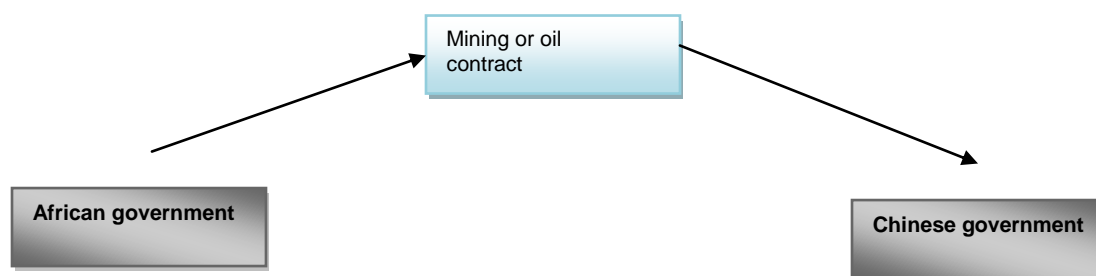 Mining or oil
contract
African government
Chinese government